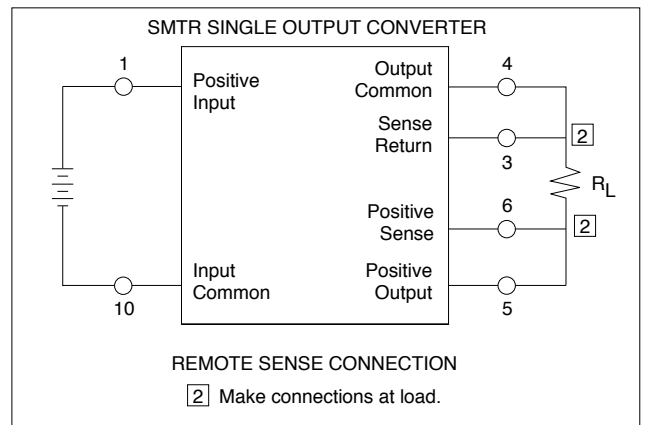 SMTR SINGLE OUTPUT CONVERTER
1
Positive
Input
Output
Common
4
Sense
Return
3
2
RL
Positive
Sense
6
2
Input
Common
10
Positive
Output
5
REMOTE SENSE CONNECTION
2 Make connections at load.